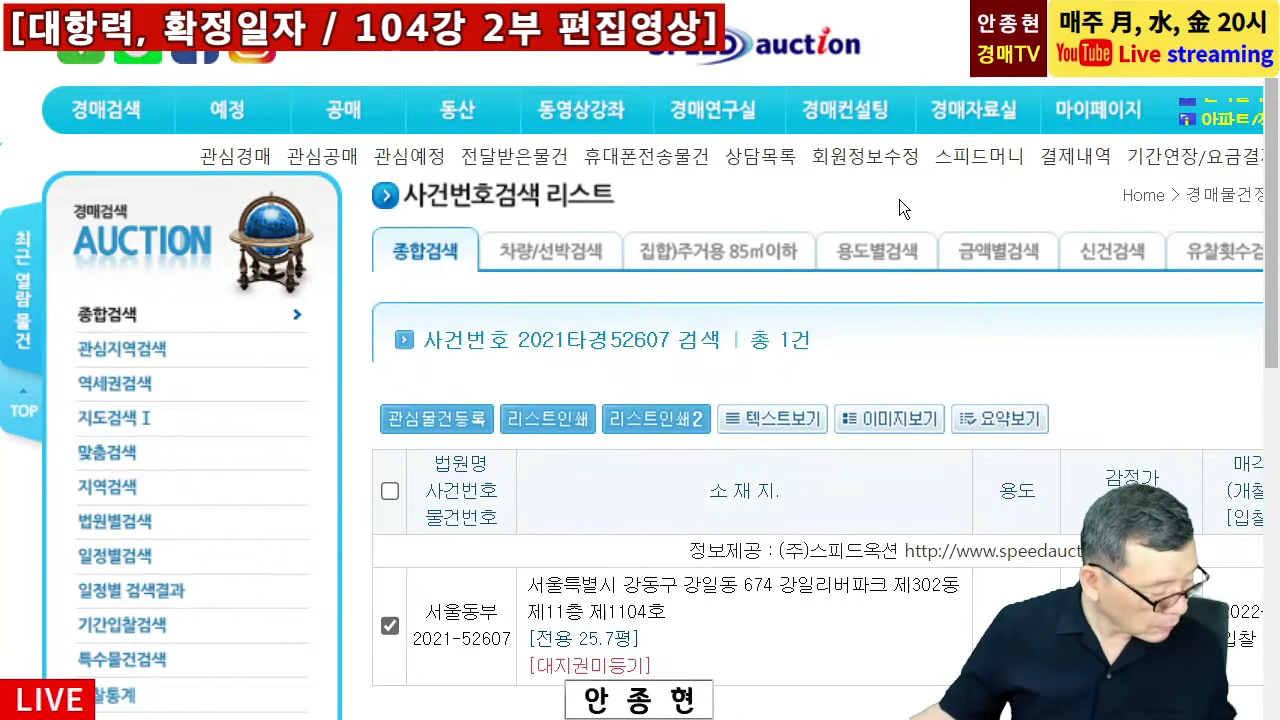 [대항력, 확정일자 / 104강 2부 편집영상]
SPEED auction
안종현
경매TV
매주 月, 水, 金 20시
YouTube Live streaming
경매검색 예정 공매 동산 동영상강좌 경매연구실 경매컨설팅 경매자료실 마이페이지
아파트/
관심경매 관심공매 관심예정 전달받은물건 휴대폰전송물건 상담목록 회원정보수정 스피드머니 결제내역 기간연장/요금결
최근 열람 물건
TOP
경매검색
AUCTION
종합검색
관심지역검색
역세권검색
지도검색 I
맞춤검색
지역검색
법원별검색
일정별검색
일정별 검색결과
기간입찰검색
특수물건검색
찰통계
사건번호검색 리스트
Home > 경매물건
종합검색 차량/선박검색 집합)주거용 85㎡이하 용도별검색 금액별검색 신건검색 유찰횟수검
사건번호 2021타경52607 검색 | 총 1건
관심물건등록 리스트인쇄 리스트인쇄2 텍스트보기 이미지보기 요약보기
법원명
사건번호
물건번호
소 재 지.
용도
감정가
매각
(개찰
[입찰
정보제공 : (주)스피드옥션 http://www.speedauct
서울동부
2021-52607
서울특별시 강동구 강일동 674 강일리버파크 제302동
제11층 제1104호
[전용 25.7평]
[대지권미등기]
2022-
입찰
LIVE
안 종 현